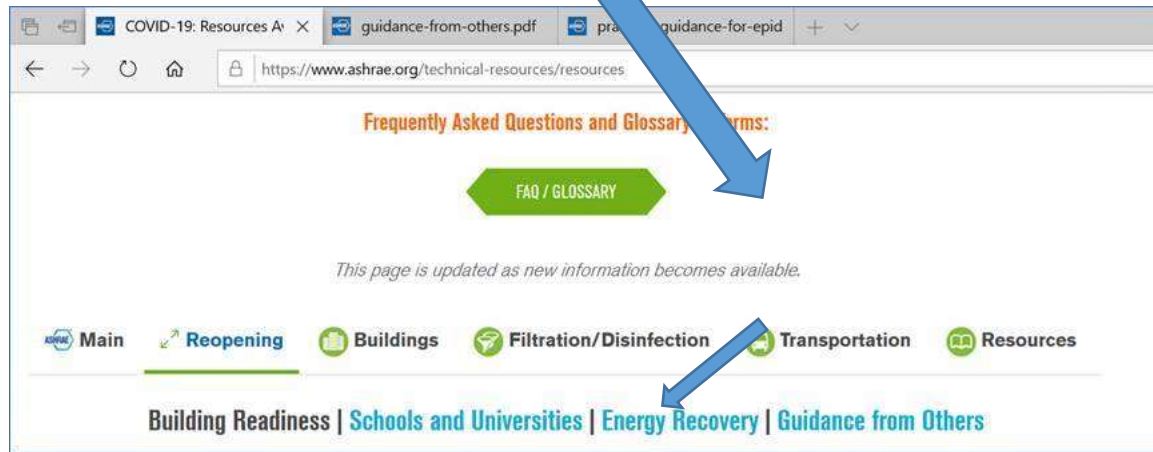 COVID-19: Resources Av guidance-from-others.pdf guidance-for-epid
https://www.ashrae.org/technical-resources/resources
Frequently Asked Questions and Glossary
FAQ / GLOSSARY
This page is updated as new information becomes available.
ASHRAE Main Reopening Buildings Filtration/Disinfection Transportation Resources
Building Readiness | Schools and Universities | Energy Recovery | Guidance from Others